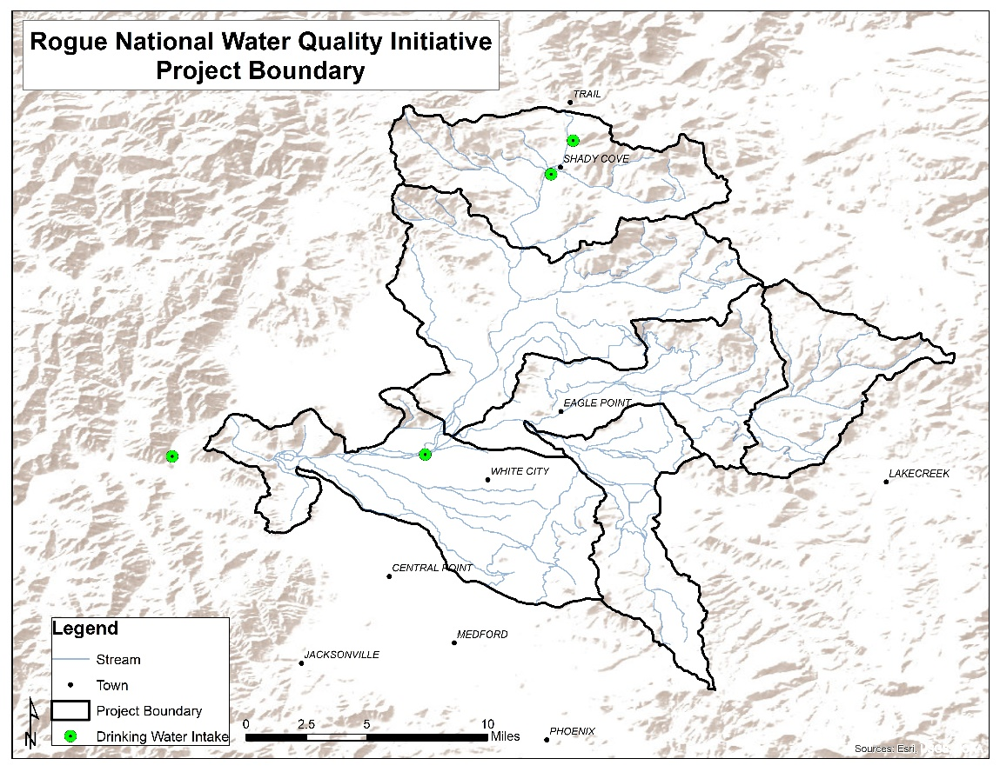 Rogue National Water Quality Initiative
Project Boundary
TRAIL
SHADY COVE
EAGLE POINT
WHITE CITY
LAKECREEK
CENTRAL POINT
MEDFORD
JACKSONVILLE
PHOENIX
Legend
Stream
Town
Project Boundary
Drinking Water Intake
N
0 2.5 5 10
Miles
Sources: Esri,